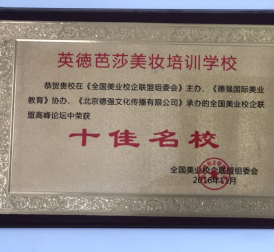 英德芭莎美妆培训学校
恭贺贵校在《全国美业校企联盟组委会》主办、《德强国际美业
教育》协办、《北京德强文化传播有限公司》承办的全国美业校企联
盟高峰论坛中荣获
十佳名校
全国美业校企联盟组委会
2016年11月